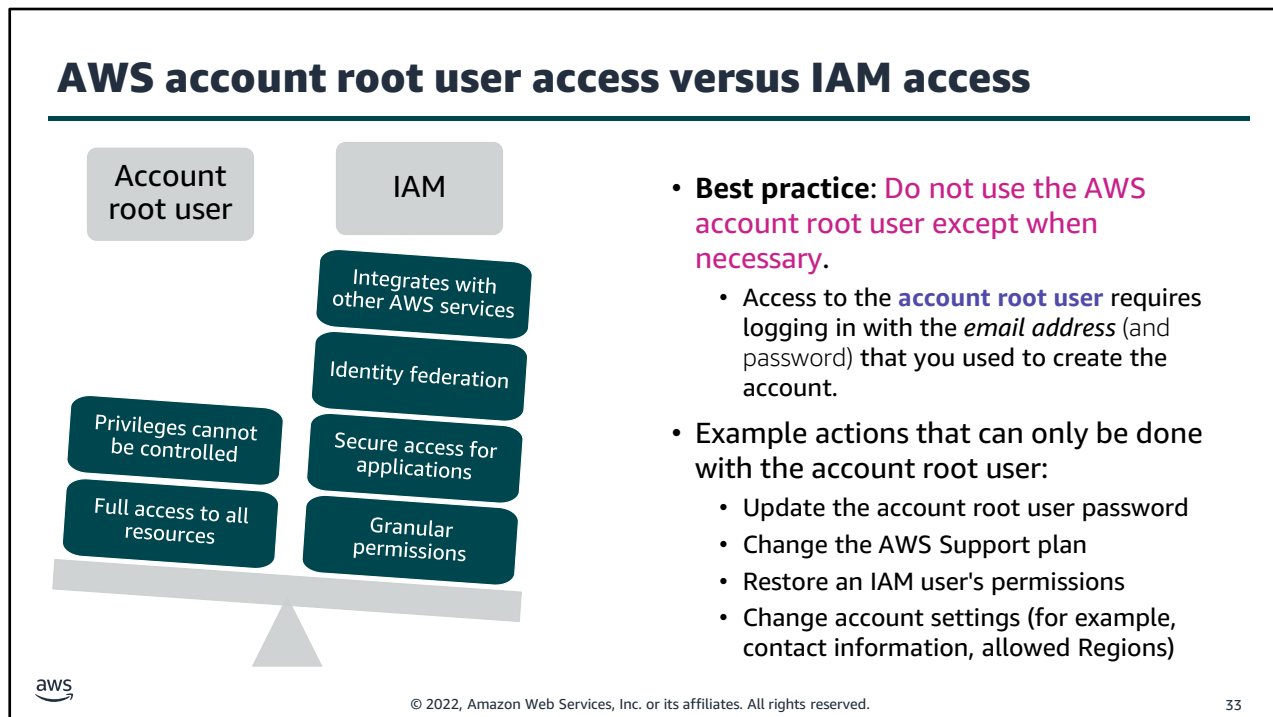 AWS account root user access versus IAM access
Account
root user
IAM
Integrates with
other AWS services
Identity federation
Privileges cannot
be controlled
Secure access for
applications
Full access to all
resources
Granular
permissions
• Best practice: Do not use the AWS
account root user except when
necessary.
• Access to the account root user requires
logging in with the email address (and
password) that you used to create the
account.
• Example actions that can only be done
with the account root user:
• Update the account root user password
• Change the AWS Support plan
• Restore an IAM user's permissions
• Change account settings (for example,
contact information, allowed Regions)
aws
© 2022, Amazon Web Services, Inc. or its affiliates. All rights reserved.
33